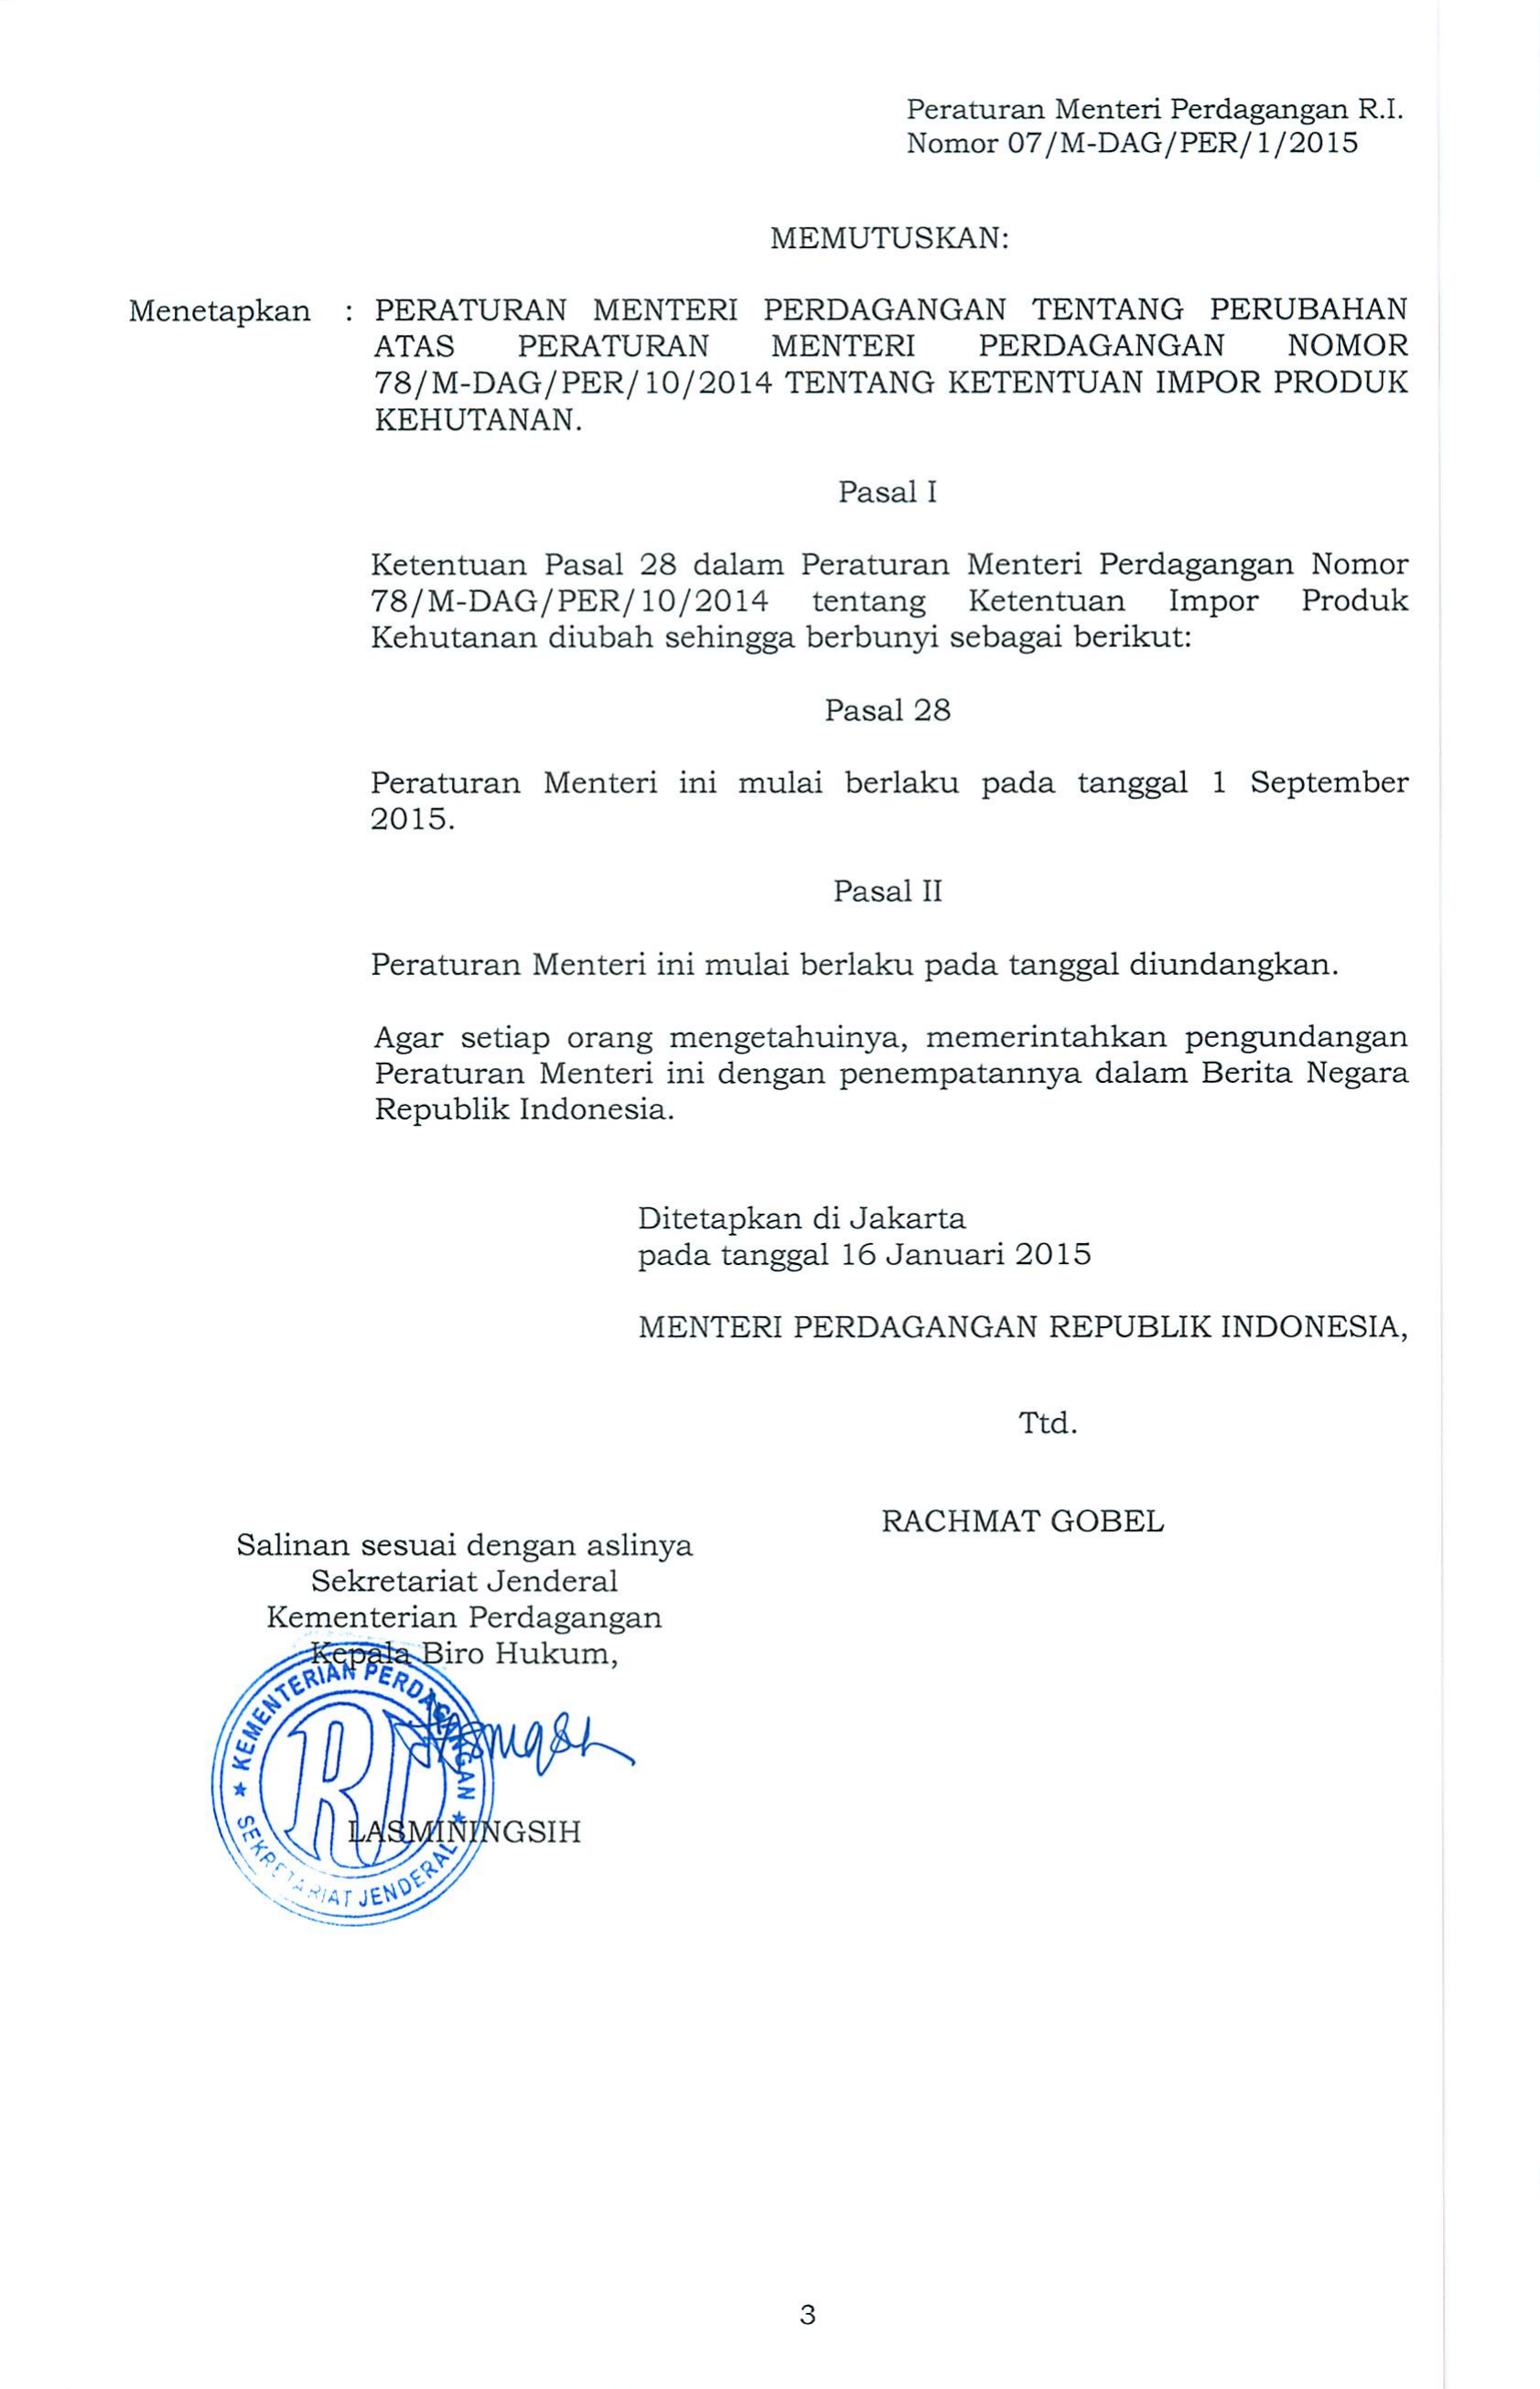 Peraturan Menteri Perdagangan R.I.
Nomor 07/M-DAG/PER/1/2015
MEMUTUSKAN:
Menetapkan : PERATURAN MENTERI PERDAGANGAN TENTANG PERUBAHAN
ATAS PERATURAN MENTERI PERDAGANGAN NOMOR
78/M-DAG/PER/10/2014 TENTANG KETENTUAN IMPOR PRODUK
KEHUTANAN.
Pasal I
Ketentuan Pasal 28 dalam Peraturan Menteri Perdagangan Nomor
78/M-DAG/PER/10/2014 tentang Ketentuan Impor Produk
Kehutanan diubah sehingga berbunyi sebagai berikut:
Pasal 28
Peraturan Menteri ini mulai berlaku pada tanggal 1 September
2015.
Pasal II
Peraturan Menteri ini mulai berlaku pada tanggal diundangkan.
Agar setiap orang mengetahuinya, memerintahkan pengundangan
Peraturan Menteri ini dengan penempatannya dalam Berita Negara
Republik Indonesia.
Ditetapkan di Jakarta
pada tanggal 16 Januari 2015
MENTERI PERDAGANGAN REPUBLIK INDONESIA,
Ttd.
RACHMAT GOBEL
Salinan sesuai dengan aslinya
Sekretariat Jenderal
Kementerian Perdagangan
Kepala Biro Hukum,
KEMENTERIAN PERDAGANGAN
RI
SEKRETARIAT JENDERAL
LASMININGSIH
3